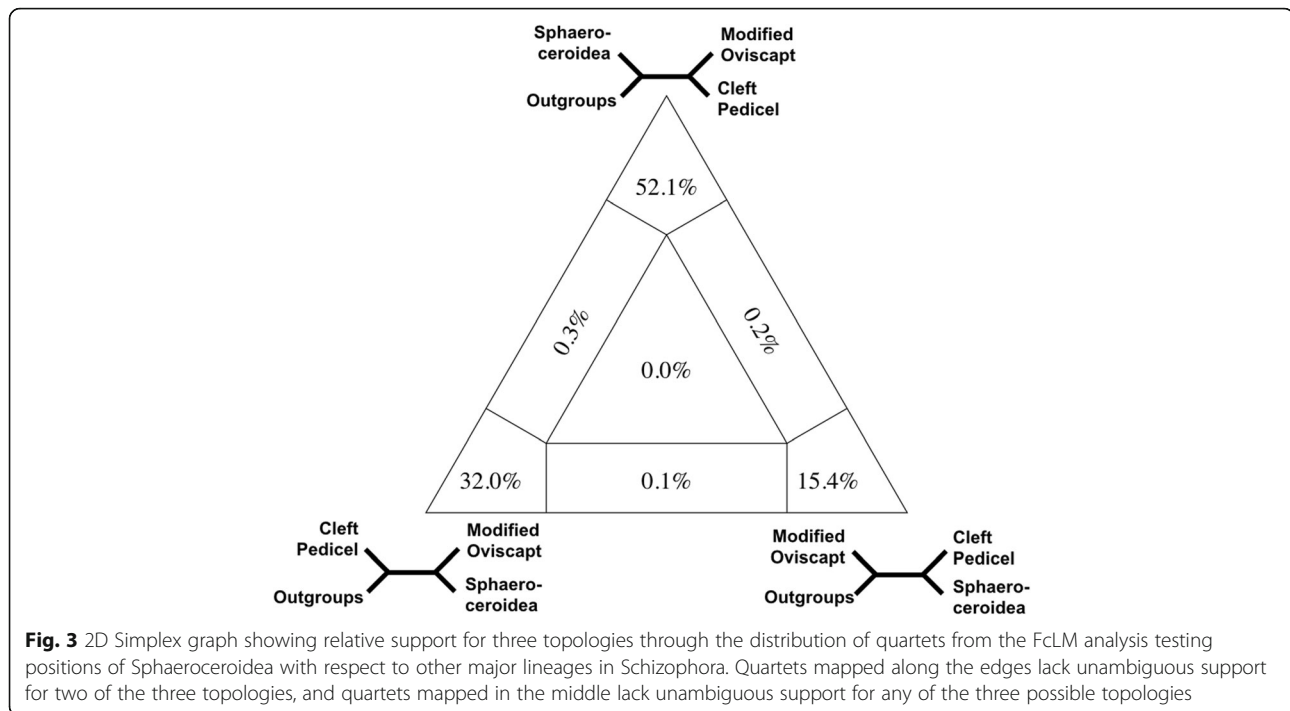 Sphaero-
ceroidea
Modified
Oviscapt
Outgroups
Cleft
Pedicel
52.1%
0.3%
0.2%
0.0%
32.0%
0.1%
15.4%
Cleft
Pedicel
Modified
Oviscapt
Outgroups
Sphaero-
ceroidea
Modified
Oviscapt
Cleft
Pedicel
Outgroups
Sphaero-
ceroidea
Fig. 3 2D Simplex graph showing relative support for three topologies through the distribution of quartets from the FcLM analysis testing
positions of Sphaeroceroidea with respect to other major lineages in Schizophora. Quartets mapped along the edges lack unambiguous support
for two of the three topologies, and quartets mapped in the middle lack unambiguous support for any of the three possible topologies